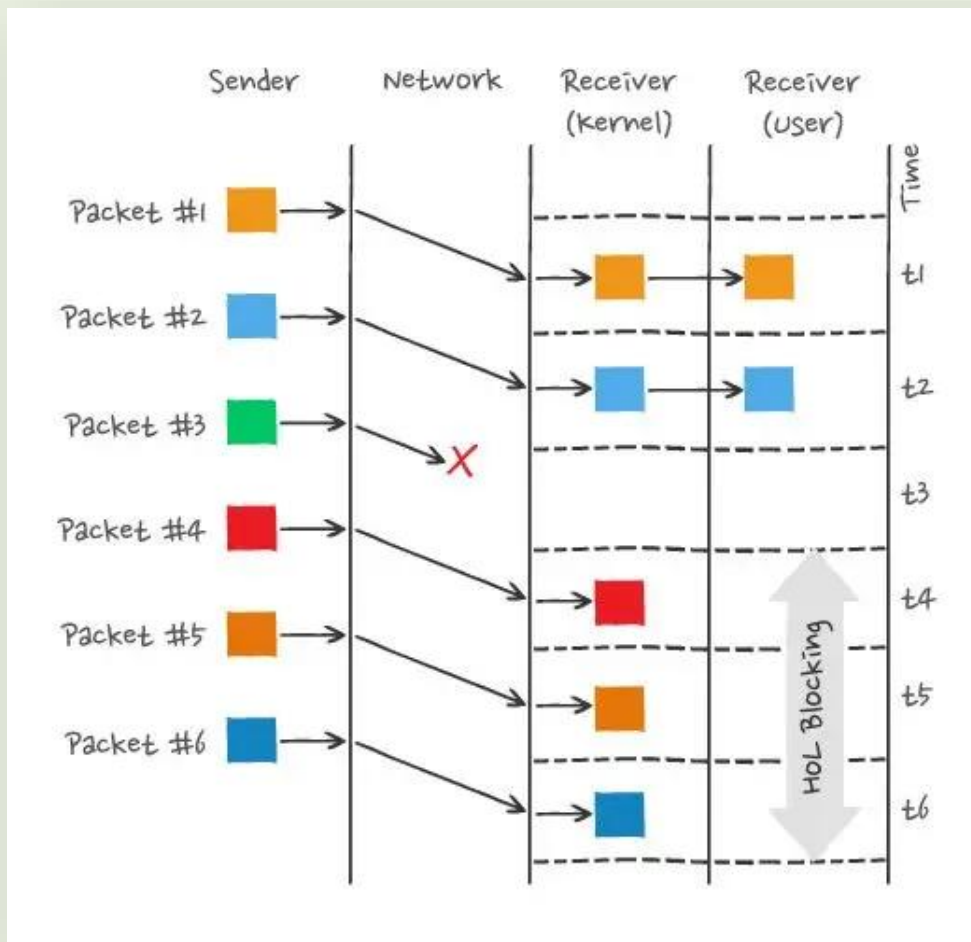 Sender
Network
Receiver
(kernel)
Receiver
(user)
Time
Packet #1
t1
Packet #2
t2
Packet #3
t3
Packet #4
t4
Packet #5
t5
Packet #6
t6
HoL Blocking
X